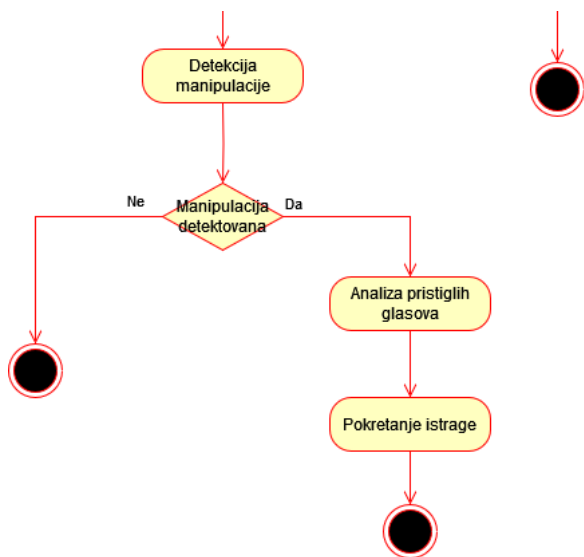 Detekcija
manipulacije
Ne
Manipulacija
detektovana
Da
Analiza pristiglih
glasova
Pokretanje istrage